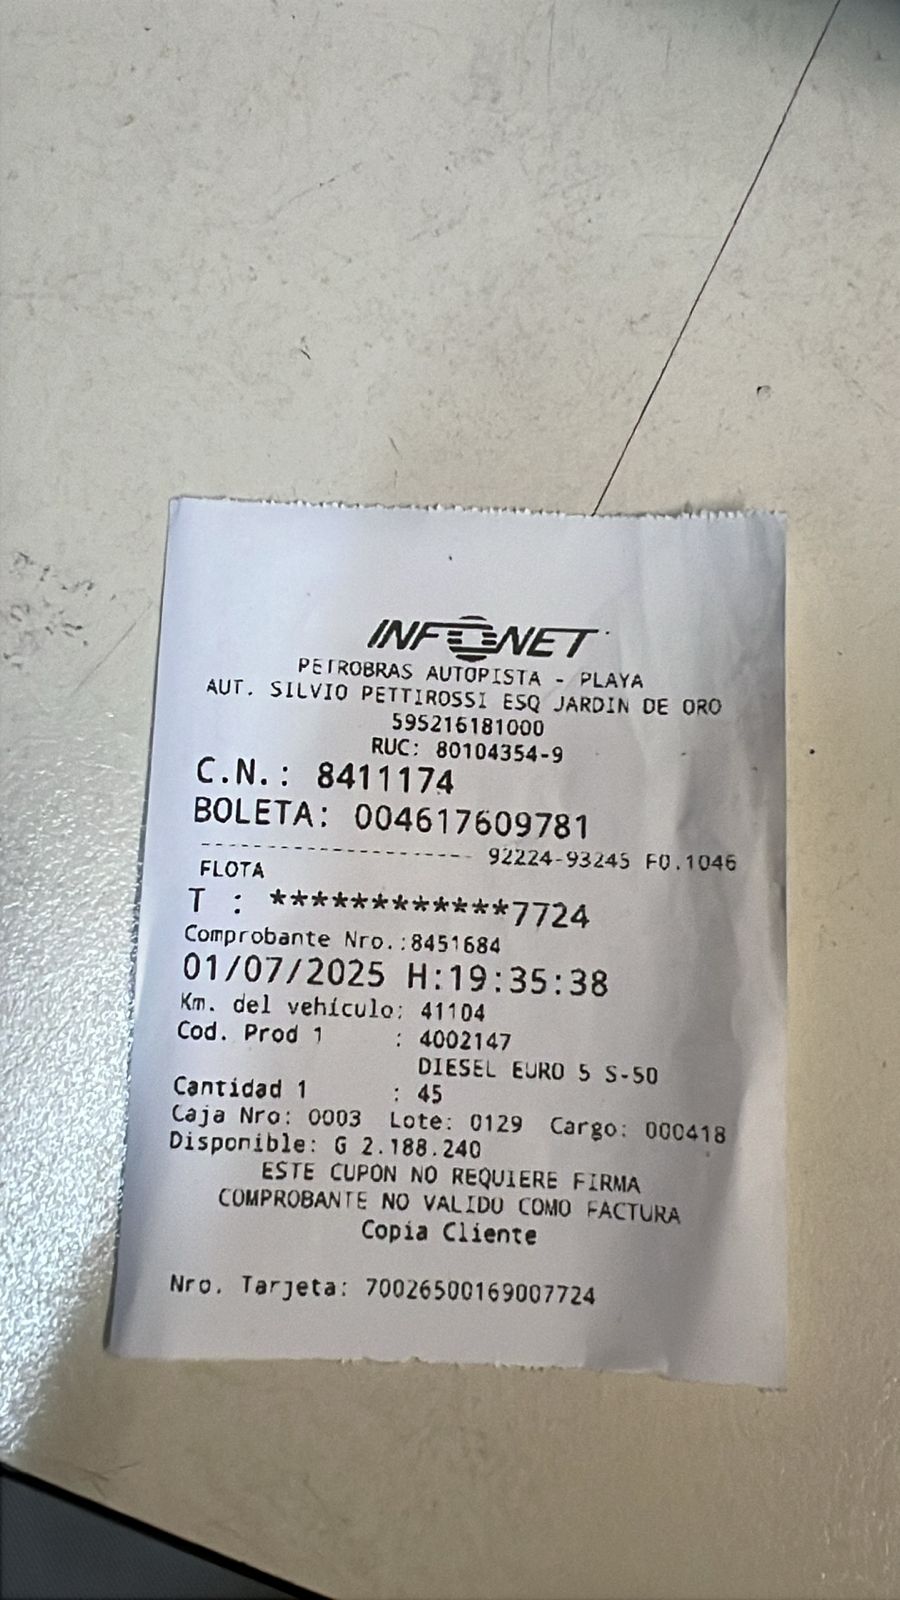 INFONET
PETROBRAS AUTOPISTA - PLAYA
AUT. SILVIO PETTIROSSI ESQ JARDIN DE ORO
595216181000
RUC: 80104354-9
C.N.: 8411174
BOLETA: 004617609781
--------------------- 92224-93245 F0.1046
FLOTA
T : ************7724
Comprobante Nro.:8451684
01/07/2025 H:19:35:38
Km. del vehículo: 41104
Cod. Prod 1 : 4002147
DIESEL EURO 5 S-50
Cantidad 1 : 45
Caja Nro: 0003 Lote: 0129 Cargo: 000418
Disponible: G 2.188.240
ESTE CUPON NO REQUIERE FIRMA
COMPROBANTE NO VALIDO COMO FACTURA
Copia Cliente
Nro. Tarjeta: 70026500169007724